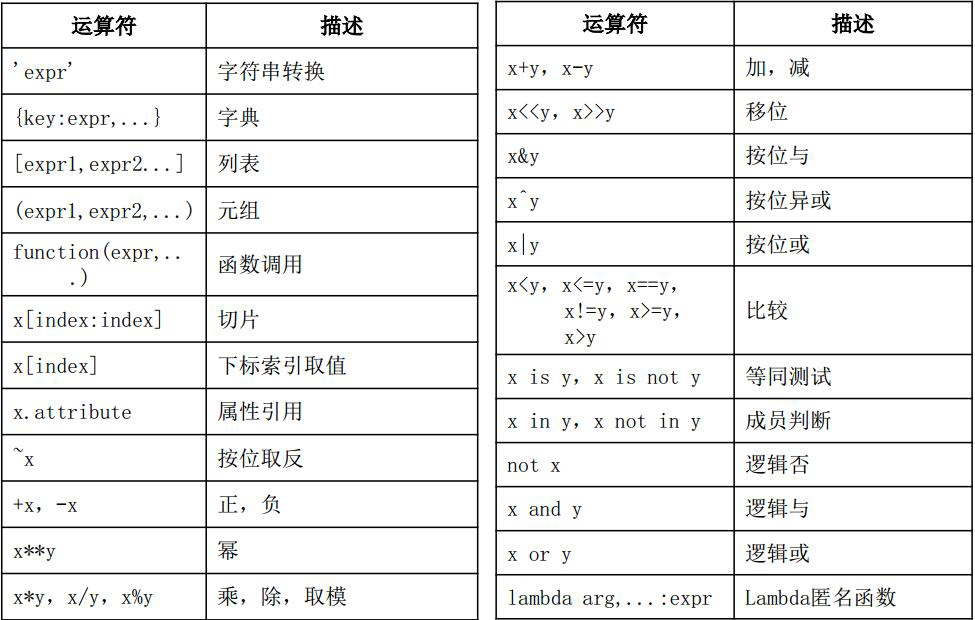 运算符 描述
'expr' 字符串转换
{key:expr,...} 字典
[expr1,expr2...] 列表
(expr1,expr2,...) 元组
function(expr,..
.) 函数调用
x[index:index] 切片
x[index] 下标索引取值
x.attribute 属性引用
~x 按位取反
+x，-x 正，负
x**y 幂
x*y，x/y，x%y 乘，除，取模
运算符 描述
x+y，x-y 加，减
x<<y，x>>y 移位
x&y 按位与
x^y 按位异或
x|y 按位或
x<y，x<=y，x==y，
x!=y，x>=y， 比较
x>y
x is y，x is not y 等同测试
x in y，x not in y 成员判断
not x 逻辑否
x and y 逻辑与
x or y 逻辑或
lambda arg,...:expr Lambda匿名函数